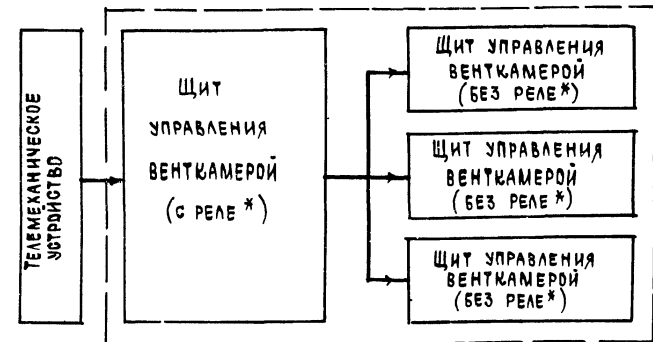 Телемеханическое
устройство
Щит
управления
венткамерой
(с реле*)
Щит управления
венткамерой
(без реле*)
Щит управления
венткамерой
(без реле*)
Щит управления
венткамерой
(без реле*)